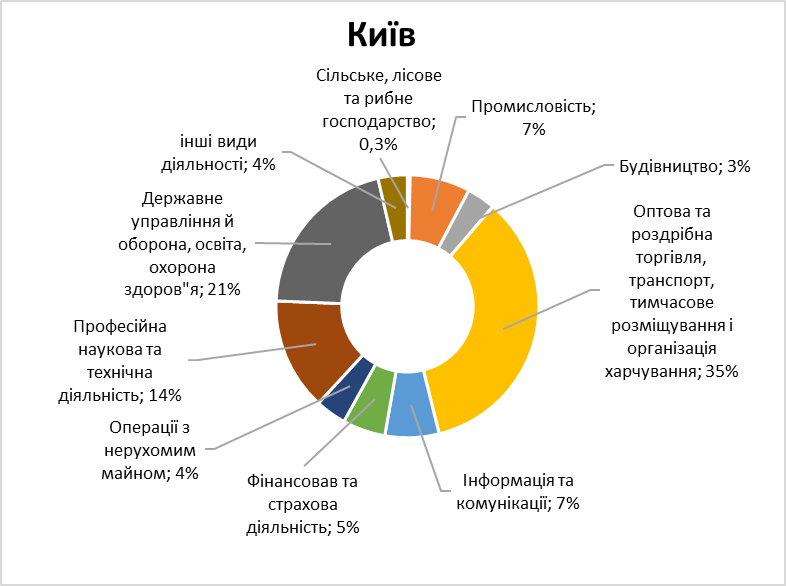 Київ
Сільське, лісове
та рибне
господарство;
0,3%
Промисловість;
7%
Будівництво; 3%
Оптова та
роздрібна
торгівля,
транспорт,
тимчасове
розміщування і
організація
харчування; 35%
Інформація та
комунікації; 7%
Фінансовав та
страхова
діяльність; 5%
Операції з
нерухомим
майном; 4%
Професійна
наукова та
технічна
діяльність; 14%
Державне
управління й
оборона, освіта,
охорона
здоров"я; 21%
інші види
діяльності; 4%